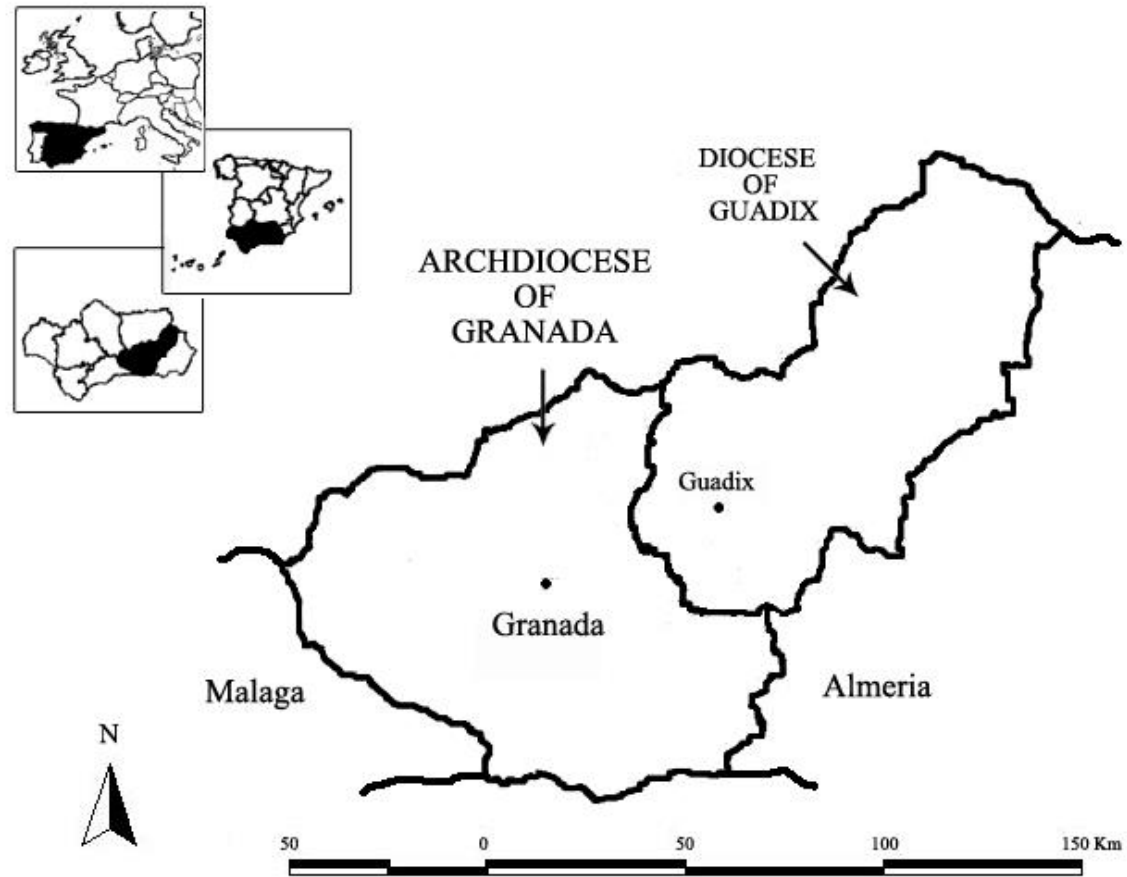 DIOCESE
OF
GUADIX
ARCHDIOCESE
OF
GRANADA
Guadix
Granada
Malaga
Almeria
N
50 0 50 100 150 Km